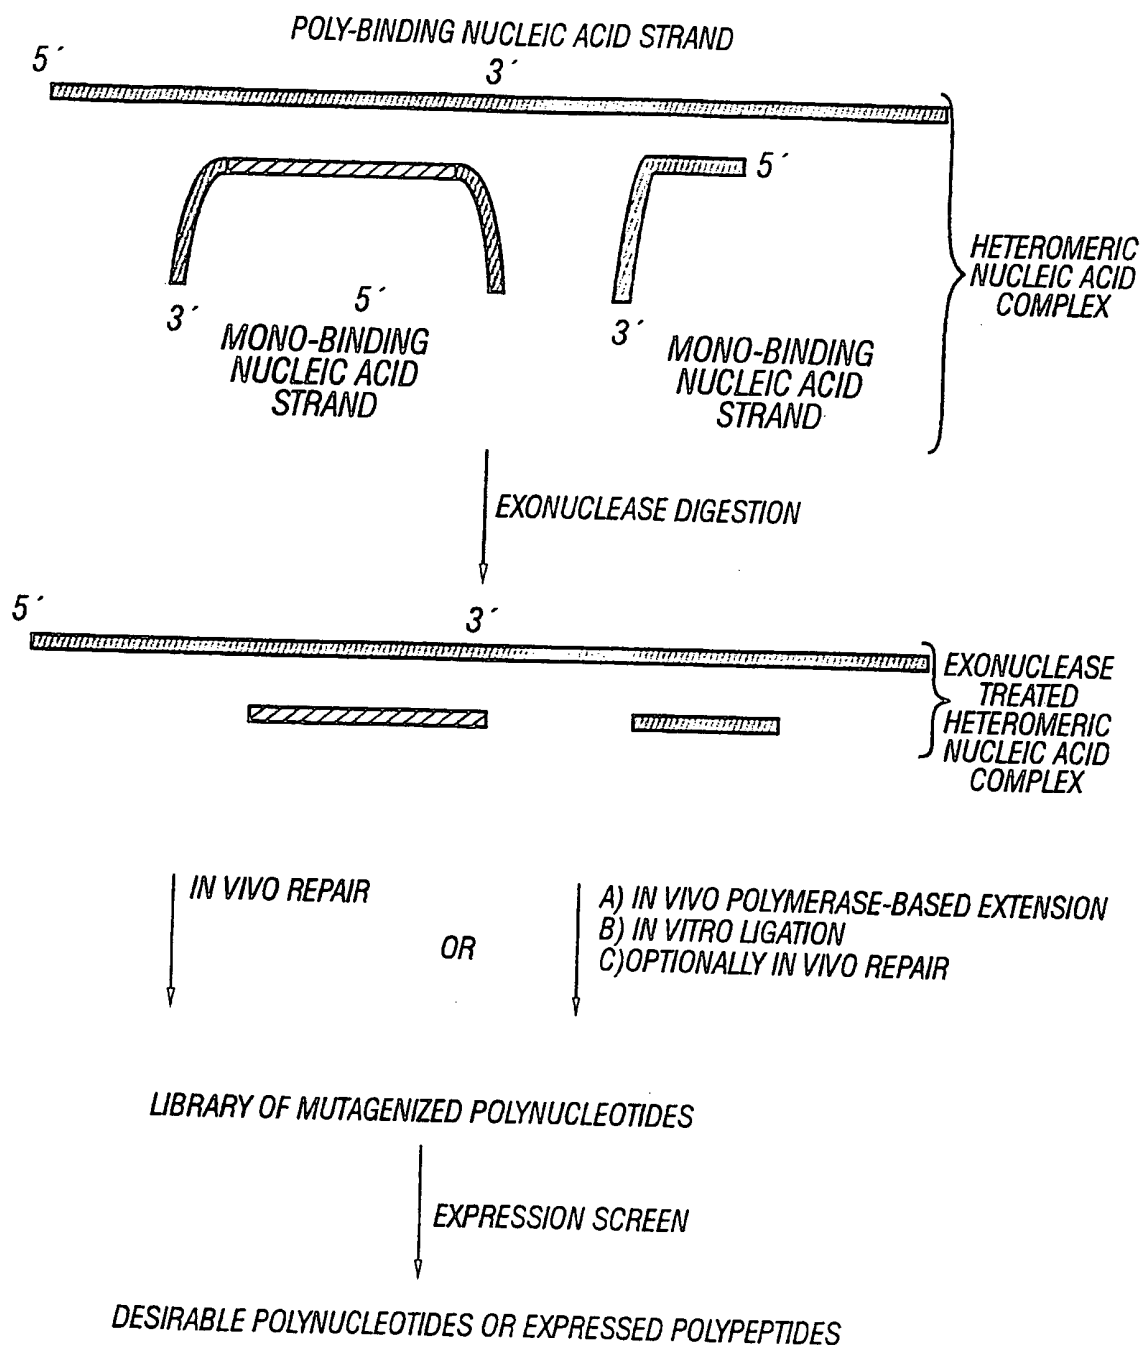 POLY-BINDING NUCLEIC ACID STRAND
5´
3´
5´
3´
5´
MONO-BINDING
NUCLEIC ACID
STRAND
3´
MONO-BINDING
NUCLEIC ACID
STRAND
HETEROMERIC
NUCLEIC ACID
COMPLEX
EXONUCLEASE DIGESTION
5´
3´
EXONUCLEASE
TREATED
HETEROMERIC
NUCLEIC ACID
COMPLEX
IN VIVO REPAIR
OR
A) IN VIVO POLYMERASE-BASED EXTENSION
B) IN VITRO LIGATION
C)OPTIONALLY IN VIVO REPAIR
LIBRARY OF MUTAGENIZED POLYNUCLEOTIDES
EXPRESSION SCREEN
DESIRABLE POLYNUCLEOTIDES OR EXPRESSED POLYPEPTIDES